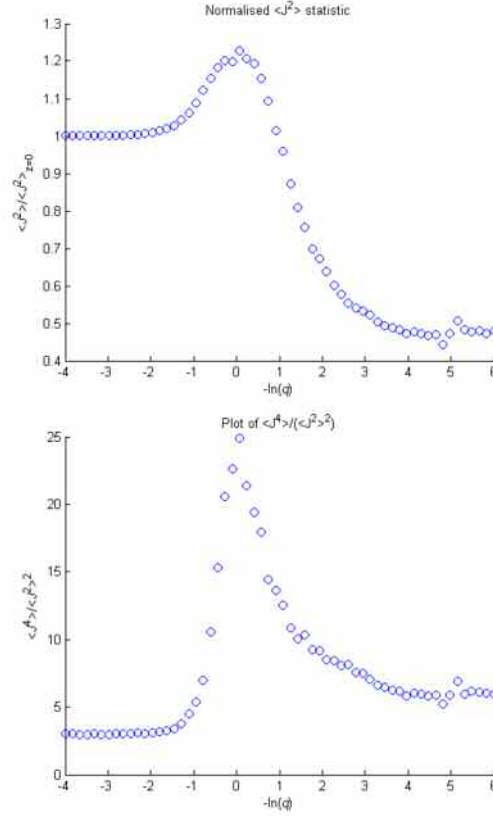 Normalised <J²> statistic
1.3
1.2
1.1
1
0.9
0.8
0.7
0.6
0.5
0.4
<J²>/<J²>z=0
-4 -3 -2 -1 0 1 2 3 4 5 6
-ln(q)
Plot of <J⁴>/(<J²>²)
25
20
15
10
5
0
<J⁴>/<J²>²
-4 -3 -2 -1 0 1 2 3 4 5 6
-ln(q)